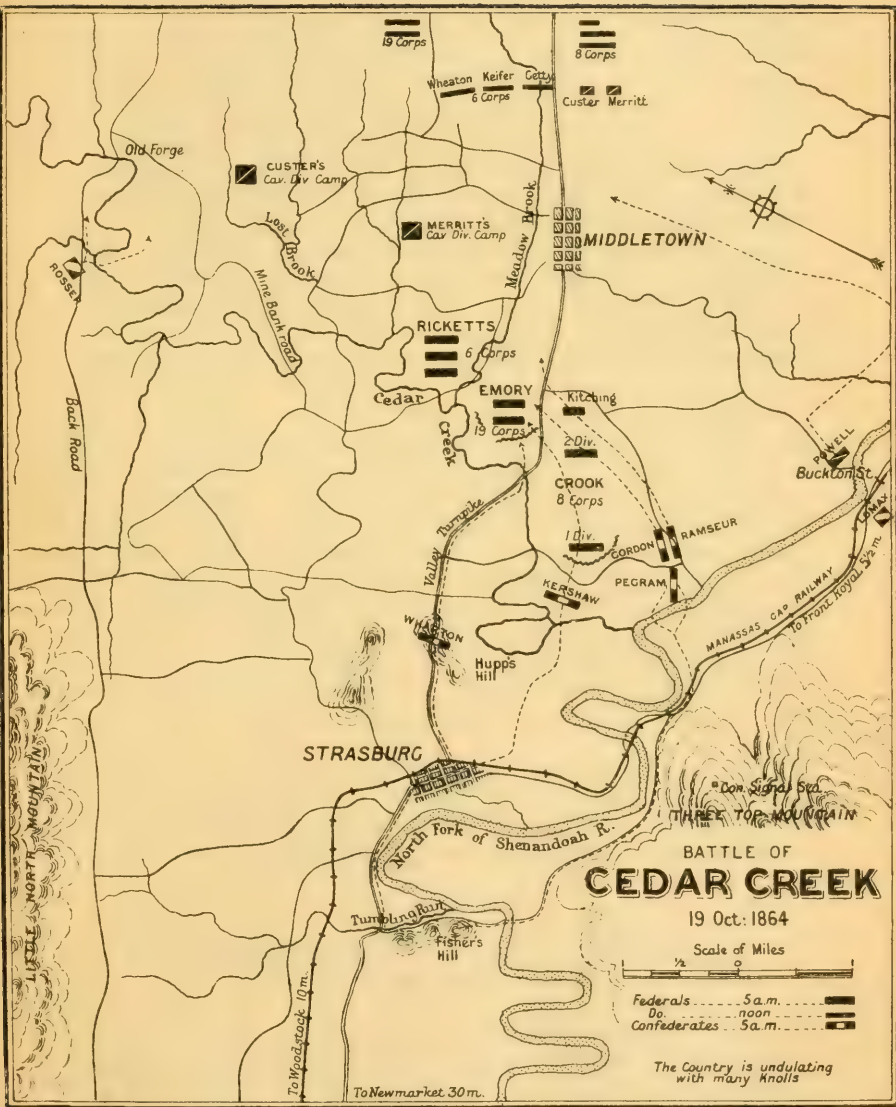 19 Corps
8 Corps
Wheaton Keifer Getty
6 Corps
Custer Merritt
Old Forge
CUSTER'S
Cav. Div Camp
Lost Brook
MERRITT'S
Cav Div. Camp
Meadow Brook
MIDDLETOWN
ROSSER
Mine Bank road
RICKETTS
6 Corps
Cedar Creek
EMORY
19 Corps
Kitching
2 Div.
CROOK
8 Corps
1 Div.
Back Road
POWELL
Buckton St.
LOMAX
Valley Turnpike
GORDON
RAMSEUR
PEGRAM
KERSHAW
WHARTON
Hupp's
Hill
MANASSAS GAP RAILWAY
To Front Royal 5½ m.
STRASBURG
LITTLE NORTH MOUNTAIN
Con. Signal Sta.
THREE TOP MOUNTAIN
North Fork of Shenandoah R.
Tumbling Run
Fisher's
Hill
To Woodstock 10 m.
To Newmarket 30 m.
BATTLE OF
CEDAR CREEK
19 Oct: 1864
Scale of Miles
1 ½ 0 1
Federals 5 a.m.
Do. noon
Confederates 5 a.m.
The Country is undulating
with many Knolls